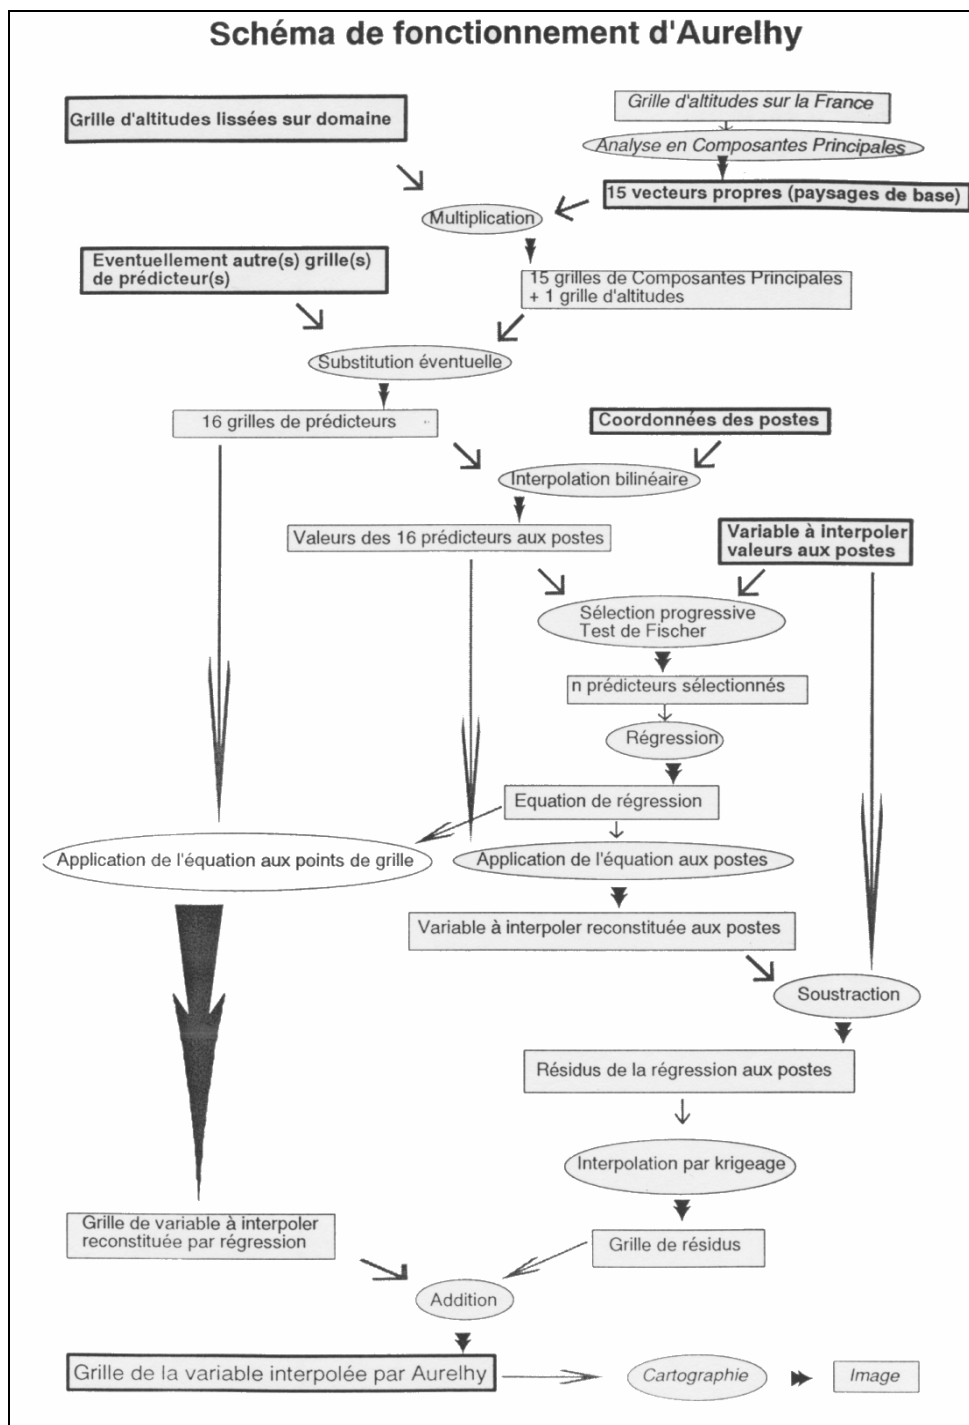 Schéma de fonctionnement d'Aurelhy
Grille d'altitudes sur la France
Grille d'altitudes lissées sur domaine
Analyse en Composantes Principales
15 vecteurs propres (paysages de base)
Multiplication
Eventuellement autre(s) grille(s)
de prédicteur(s)
15 grilles de Composantes Principales
+ 1 grille d'altitudes
Substitution éventuelle
16 grilles de prédicteurs
Coordonnées des postes
Interpolation bilinéaire
Valeurs des 16 prédicteurs aux postes
Variable à interpoler
valeurs aux postes
Sélection progressive
Test de Fischer
n prédicteurs sélectionnés
Régression
Equation de régression
Application de l'équation aux points de grille
Application de l'équation aux postes
Variable à interpoler reconstituée aux postes
Soustraction
Résidus de la régression aux postes
Interpolation par krigeage
Grille de variable à interpoler
reconstituée par régression
Grille de résidus
Addition
Grille de la variable interpolée par Aurelhy
Cartographie
Image